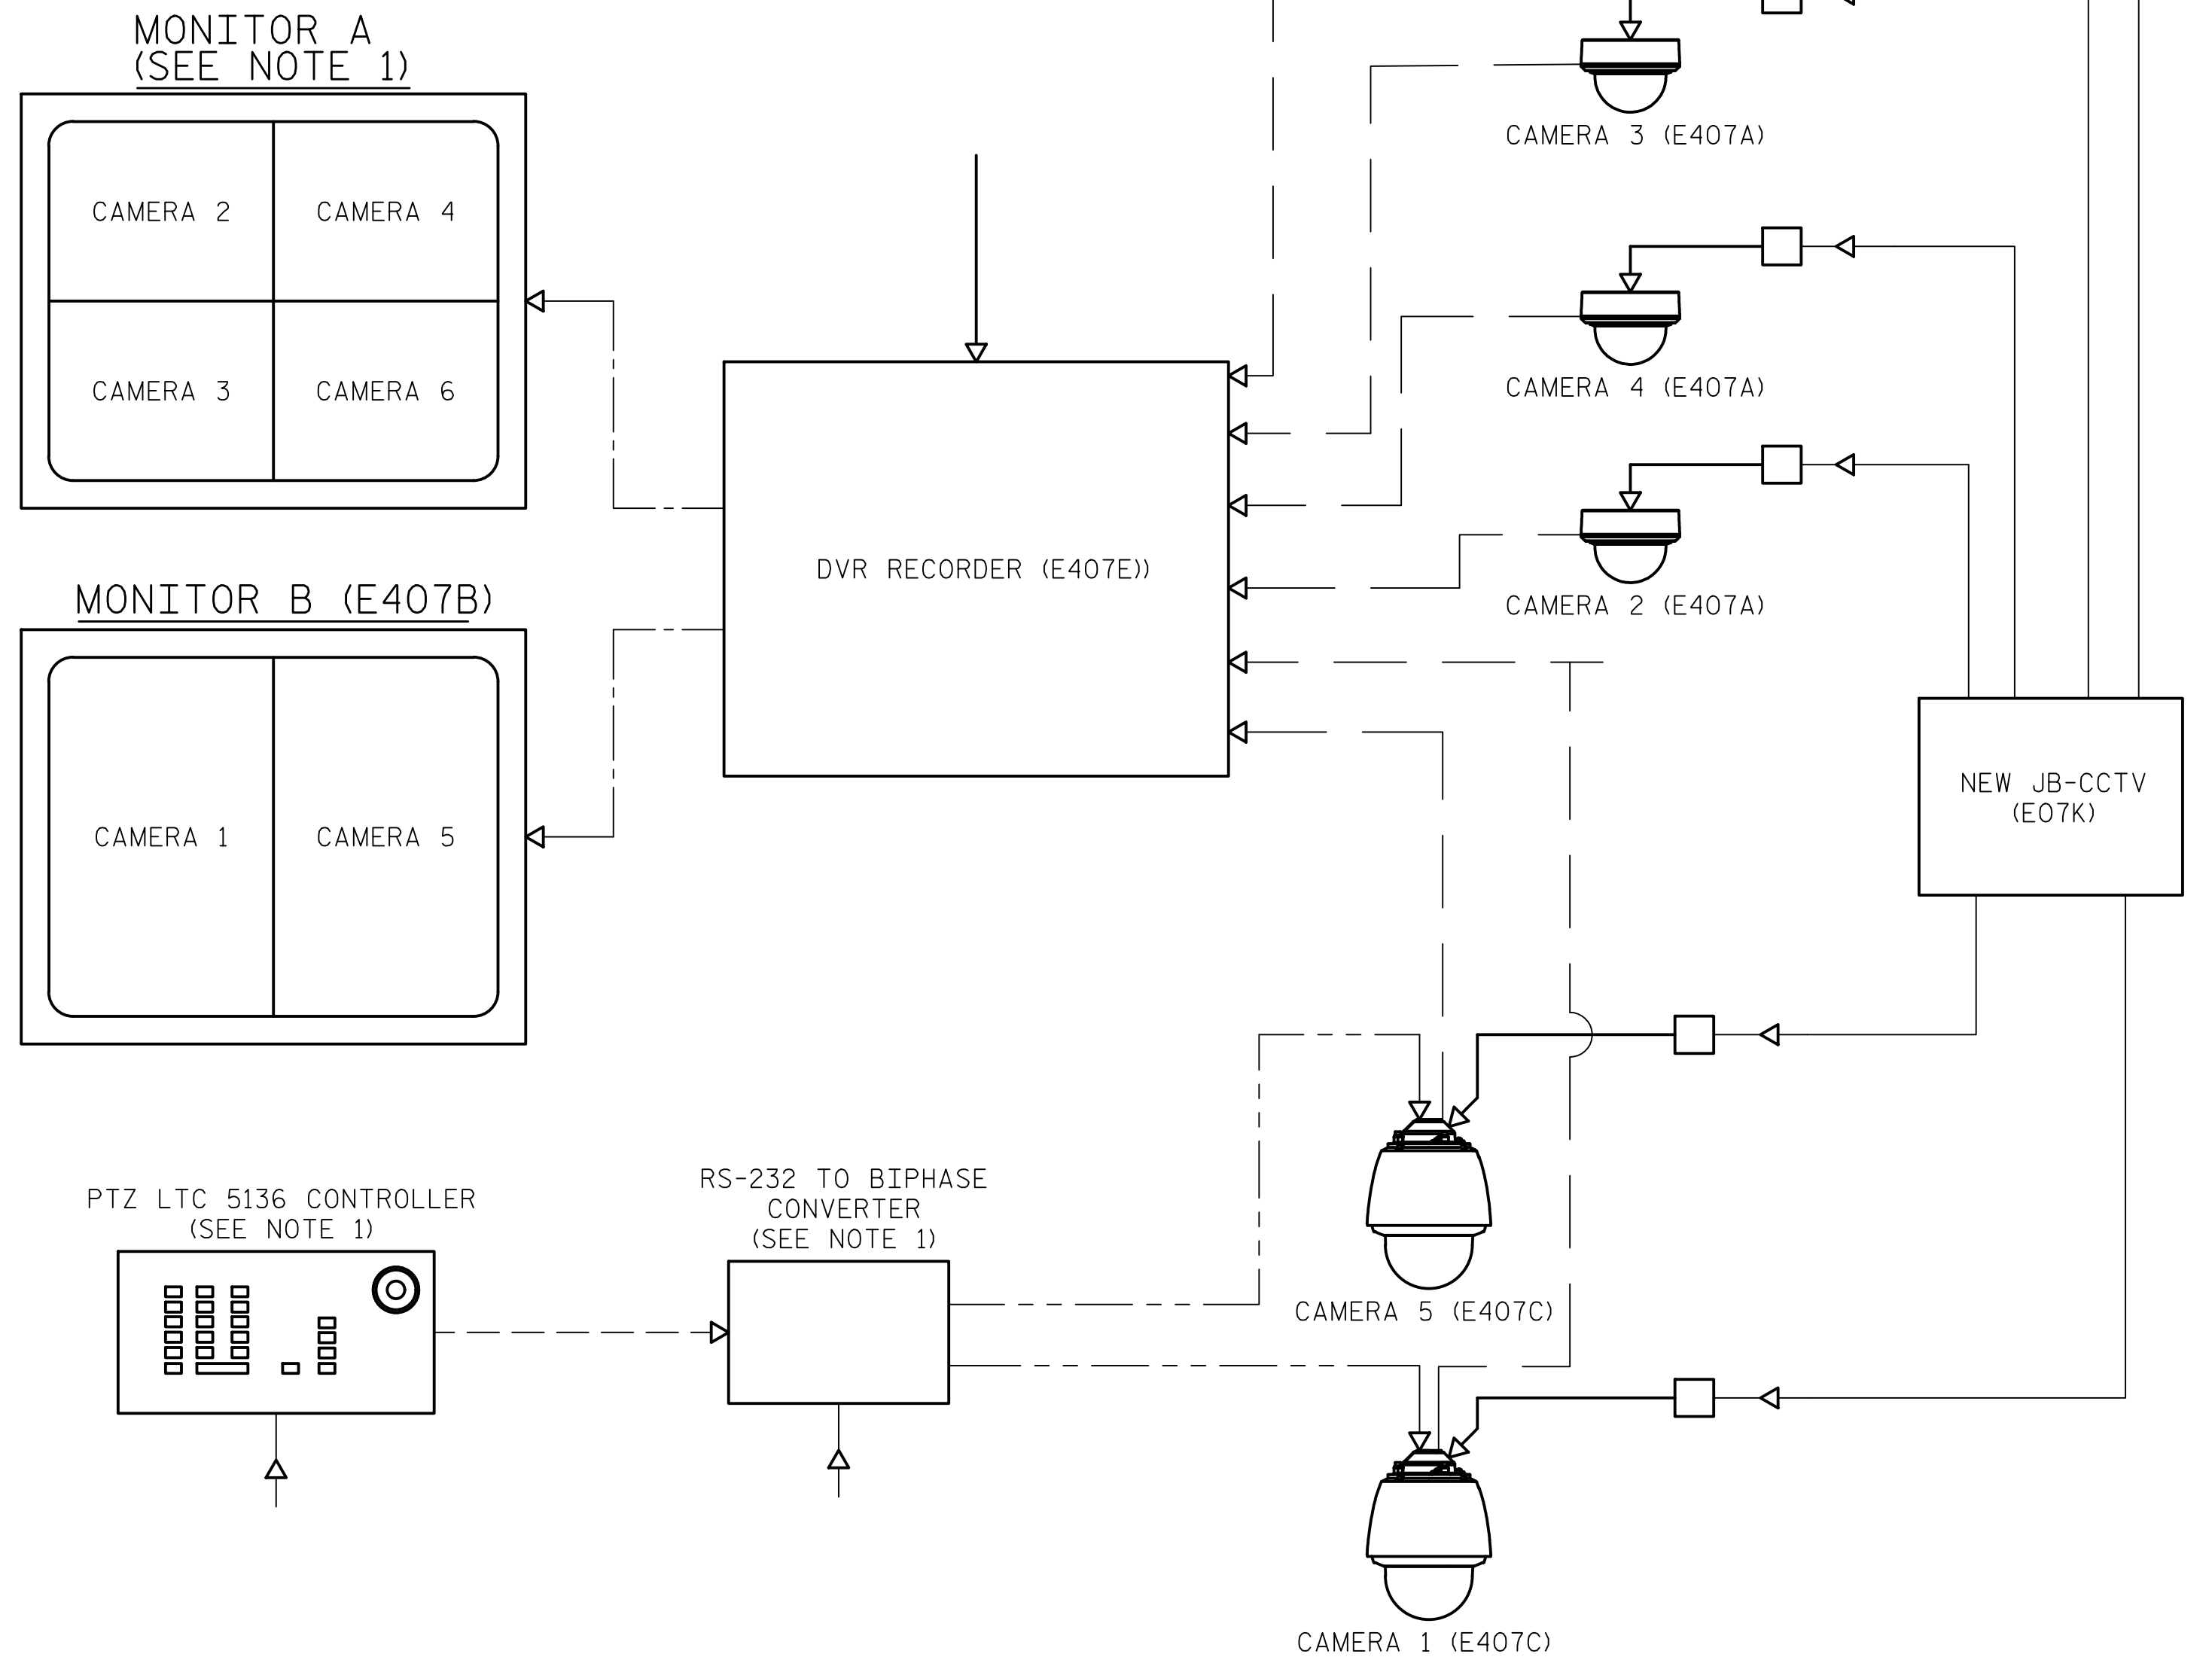 MONITOR A
(SEE NOTE 1)
CAMERA 2
CAMERA 4
CAMERA 3
CAMERA 6
MONITOR B (E407B)
CAMERA 1
CAMERA 5
DVR RECORDER (E407E))
CAMERA 3 (E407A)
CAMERA 4 (E407A)
CAMERA 2 (E407A)
NEW JB-CCTV
(E07K)
PTZ LTC 5136 CONTROLLER
(SEE NOTE 1)
RS-232 TO BIPHASE
CONVERTER
(SEE NOTE 1)
CAMERA 5 (E407C)
CAMERA 1 (E407C)